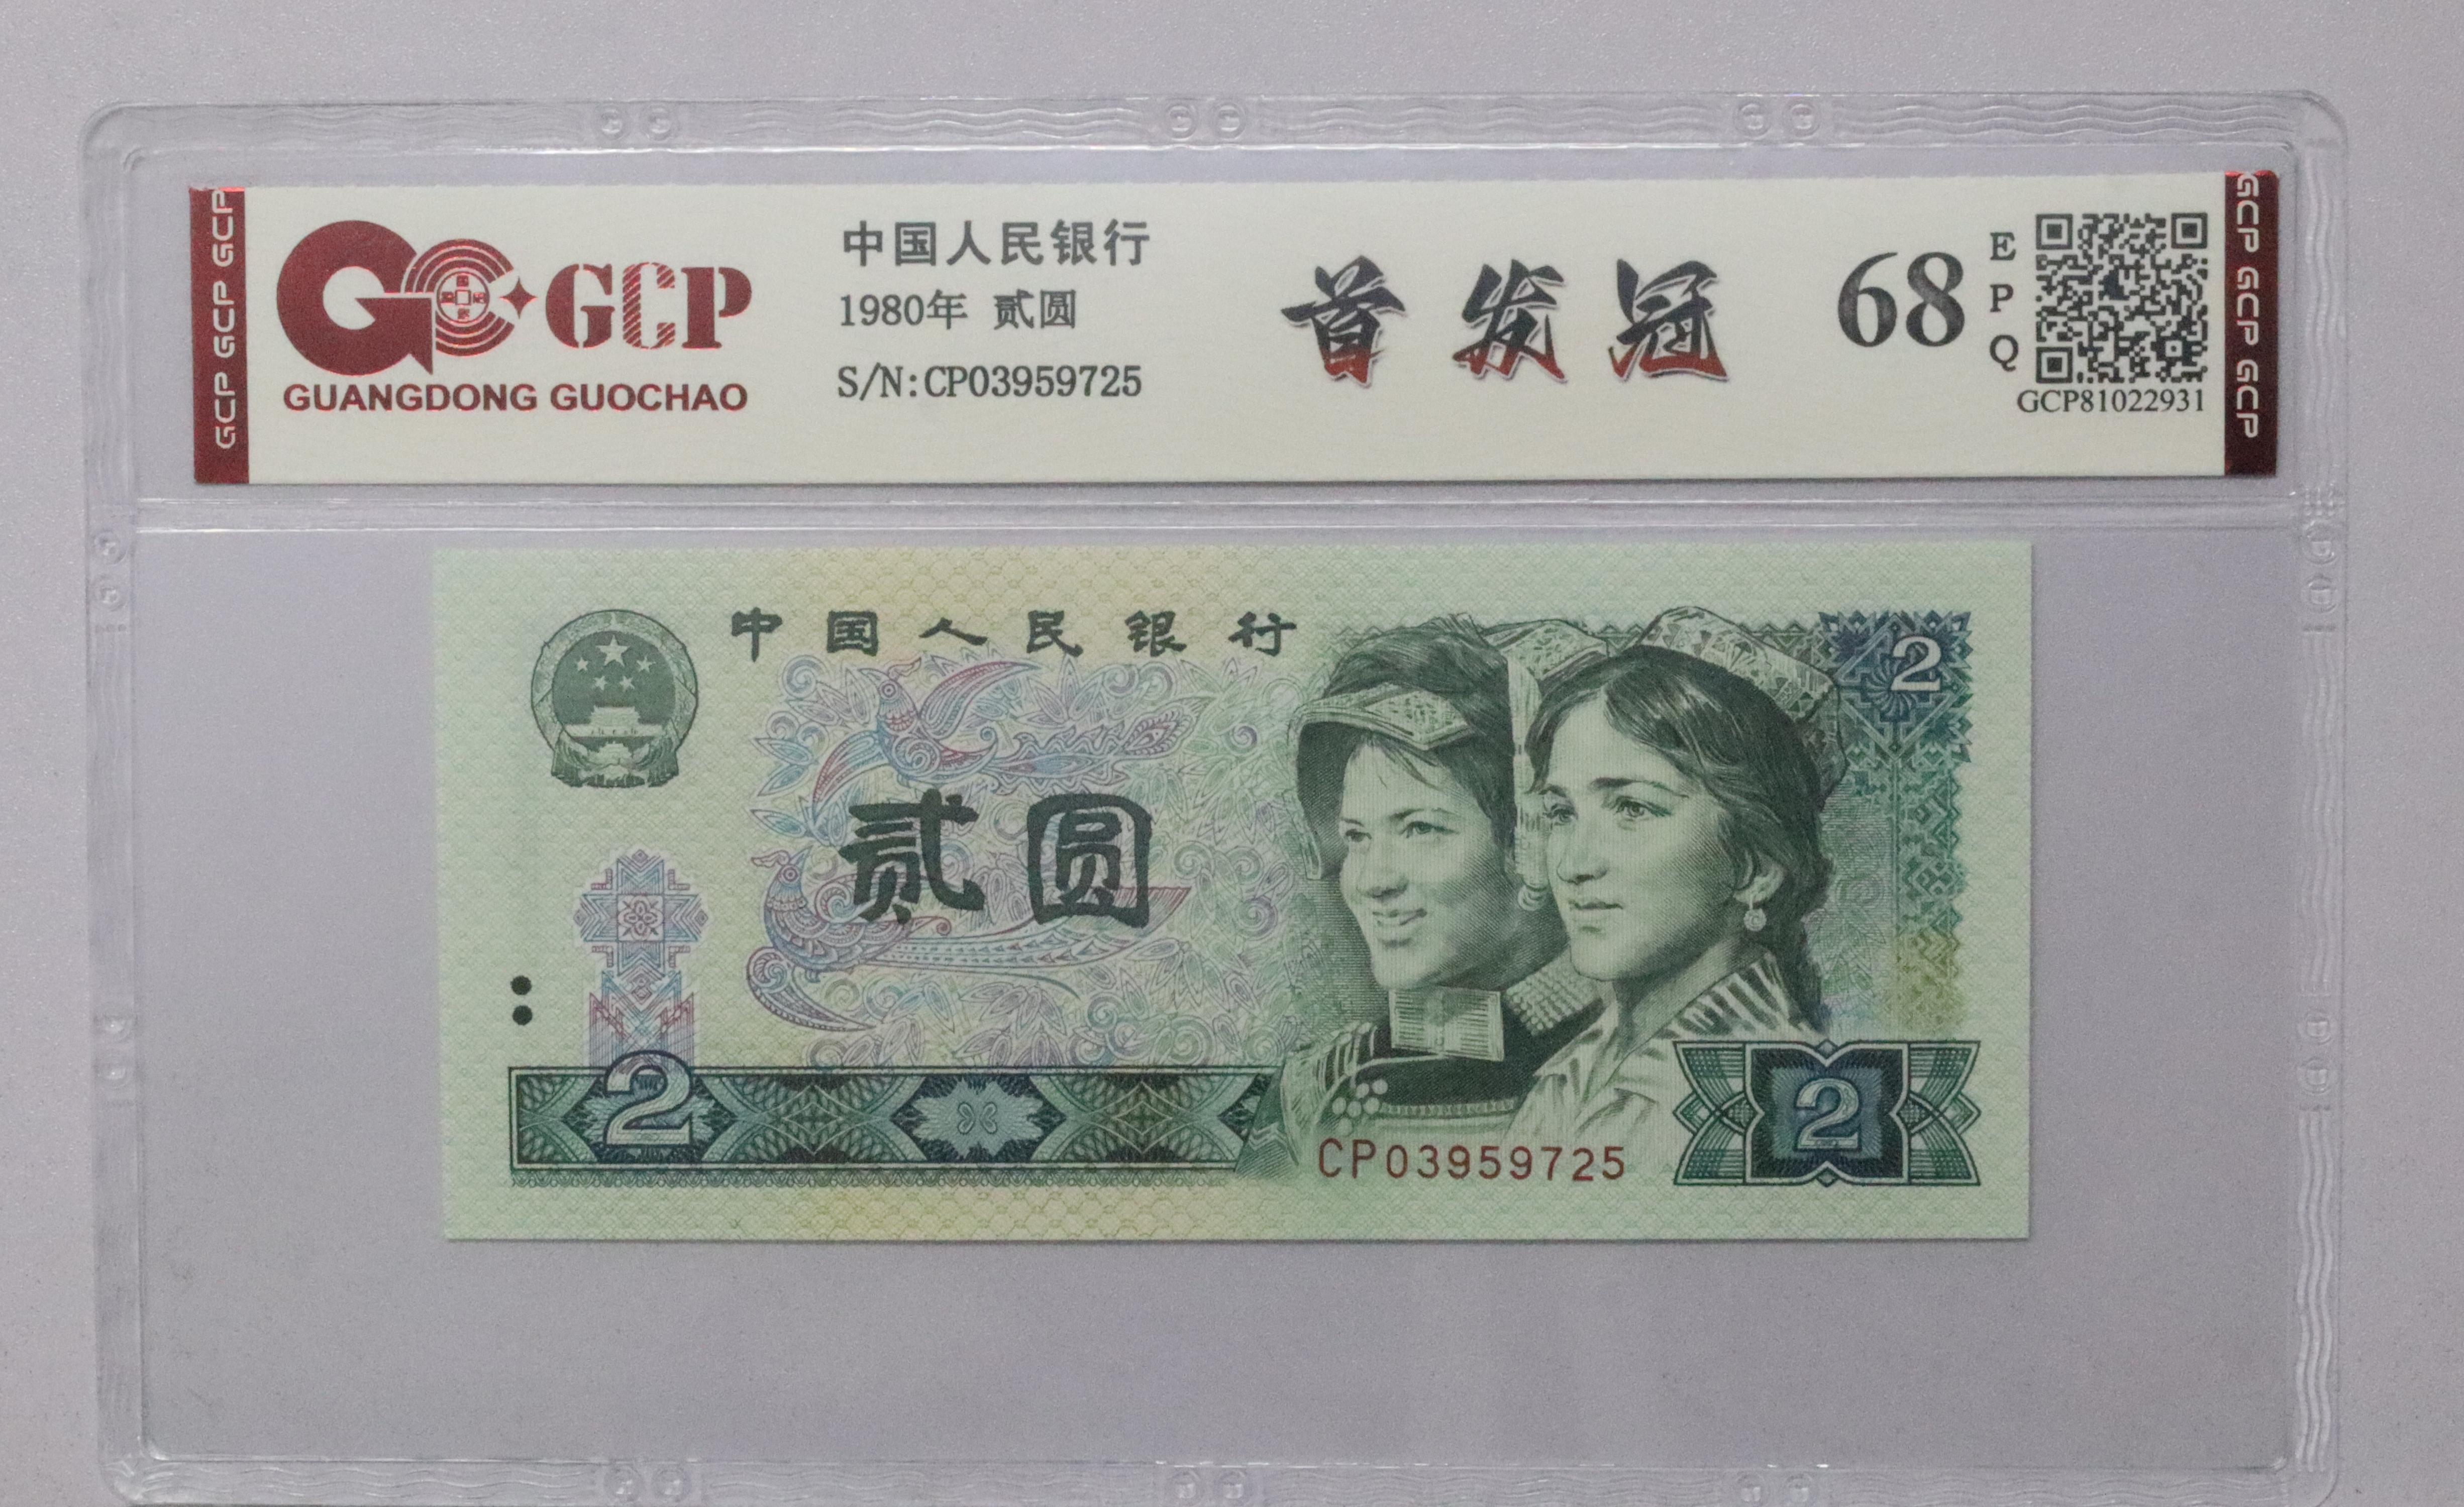 GCP GCP GCP
GCP
GUANGDONG GUOCHAO
中国人民银行
1980年 贰圆
S/N:CP03959725
首发冠
68
EPQ
GCP81022931
GCP GCP GCP
中国人民银行
2
贰圆
2
CP03959725
2